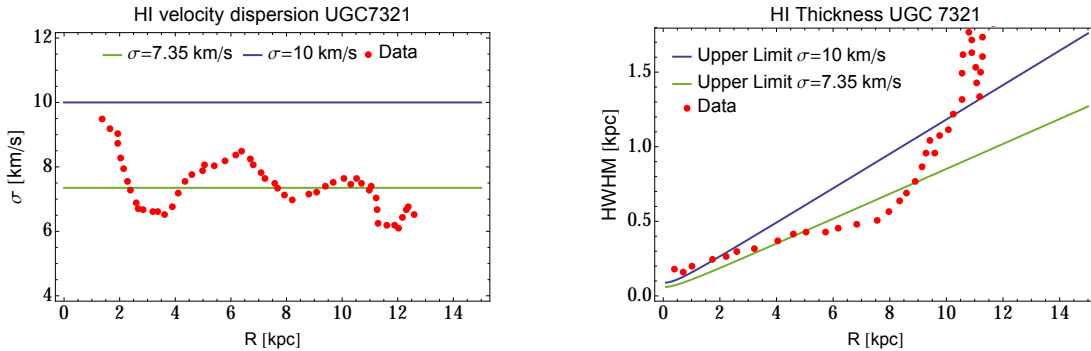 HI velocity dispersion UGC7321
σ=7.35 km/s σ=10 km/s Data
12
10
8
6
4
σ [km/s]
0 2 4 6 8 10 12 14
R [kpc]
HI Thickness UGC 7321
Upper Limit σ=10 km/s
Upper Limit σ=7.35 km/s
Data
1.5
1.0
0.5
0.0
HWHM [kpc]
0 2 4 6 8 10 12 14
R [kpc]